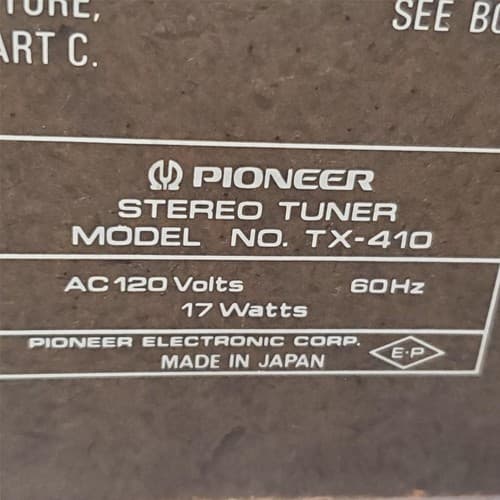 TURE,
ART C.
SEE BO
PIONEER
STEREO TUNER
MODEL NO. TX-410
AC 120 Volts 60Hz
17 Watts
PIONEER ELECTRONIC CORP.
MADE IN JAPAN
E·P